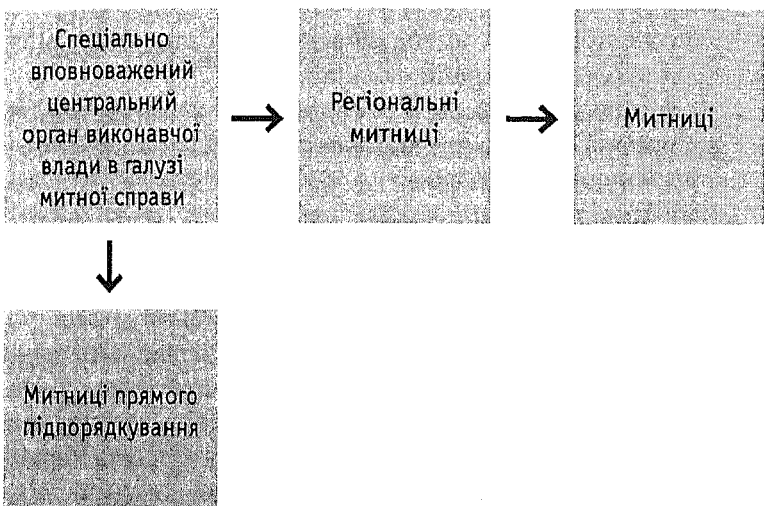 Спеціально
вповноважений
центральний
орган виконавчої
влади в галузі
митної справи
Регіональні
митниці
Митниці
Митниці прямого
підпорядкування